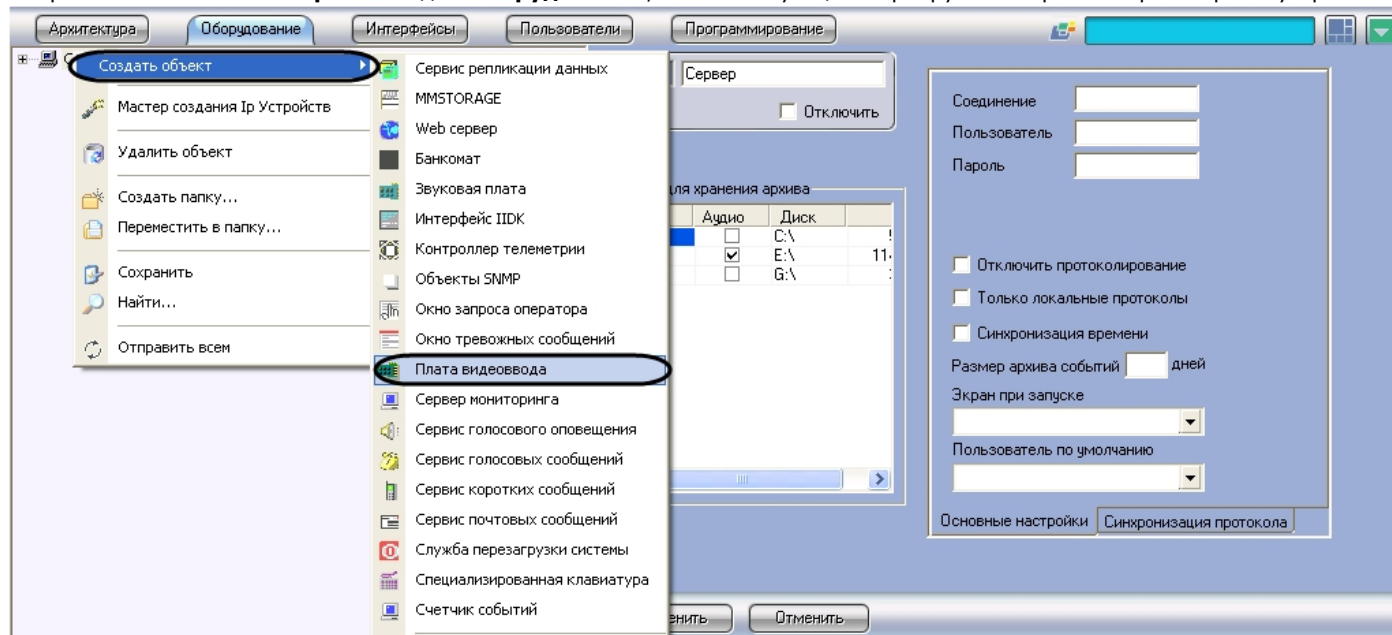 Архитектура Оборудование Интерфейсы Пользователи Программирование
Создать объект
Мастер создания Ip Устройств
Удалить объект
Создать папку...
Переместить в папку...
Сохранить
Найти...
Отправить всем
Сервис репликации данных
MMSTORAGE
Web сервер
Банкомат
Звуковая плата
Интерфейс IIDK
Контроллер телеметрии
Объекты SNMP
Окно запроса оператора
Окно тревожных сообщений
Плата видеоввода
Сервер мониторинга
Сервис голосового оповещения
Сервис голосовых сообщений
Сервис коротких сообщений
Сервис почтовых сообщений
Служба перезагрузки системы
Специализированная клавиатура
Счетчик событий
Сервер
Отключить
для хранения архива
Аудио Диск
C:\
E:\ 11
G:\
Отменить
Соединение
Пользователь
Пароль
Отключить протоколирование
Только локальные протоколы
Синхронизация времени
Размер архива событий дней
Экран при запуске
Пользователь по умолчанию
Основные настройки Синхронизация протокола